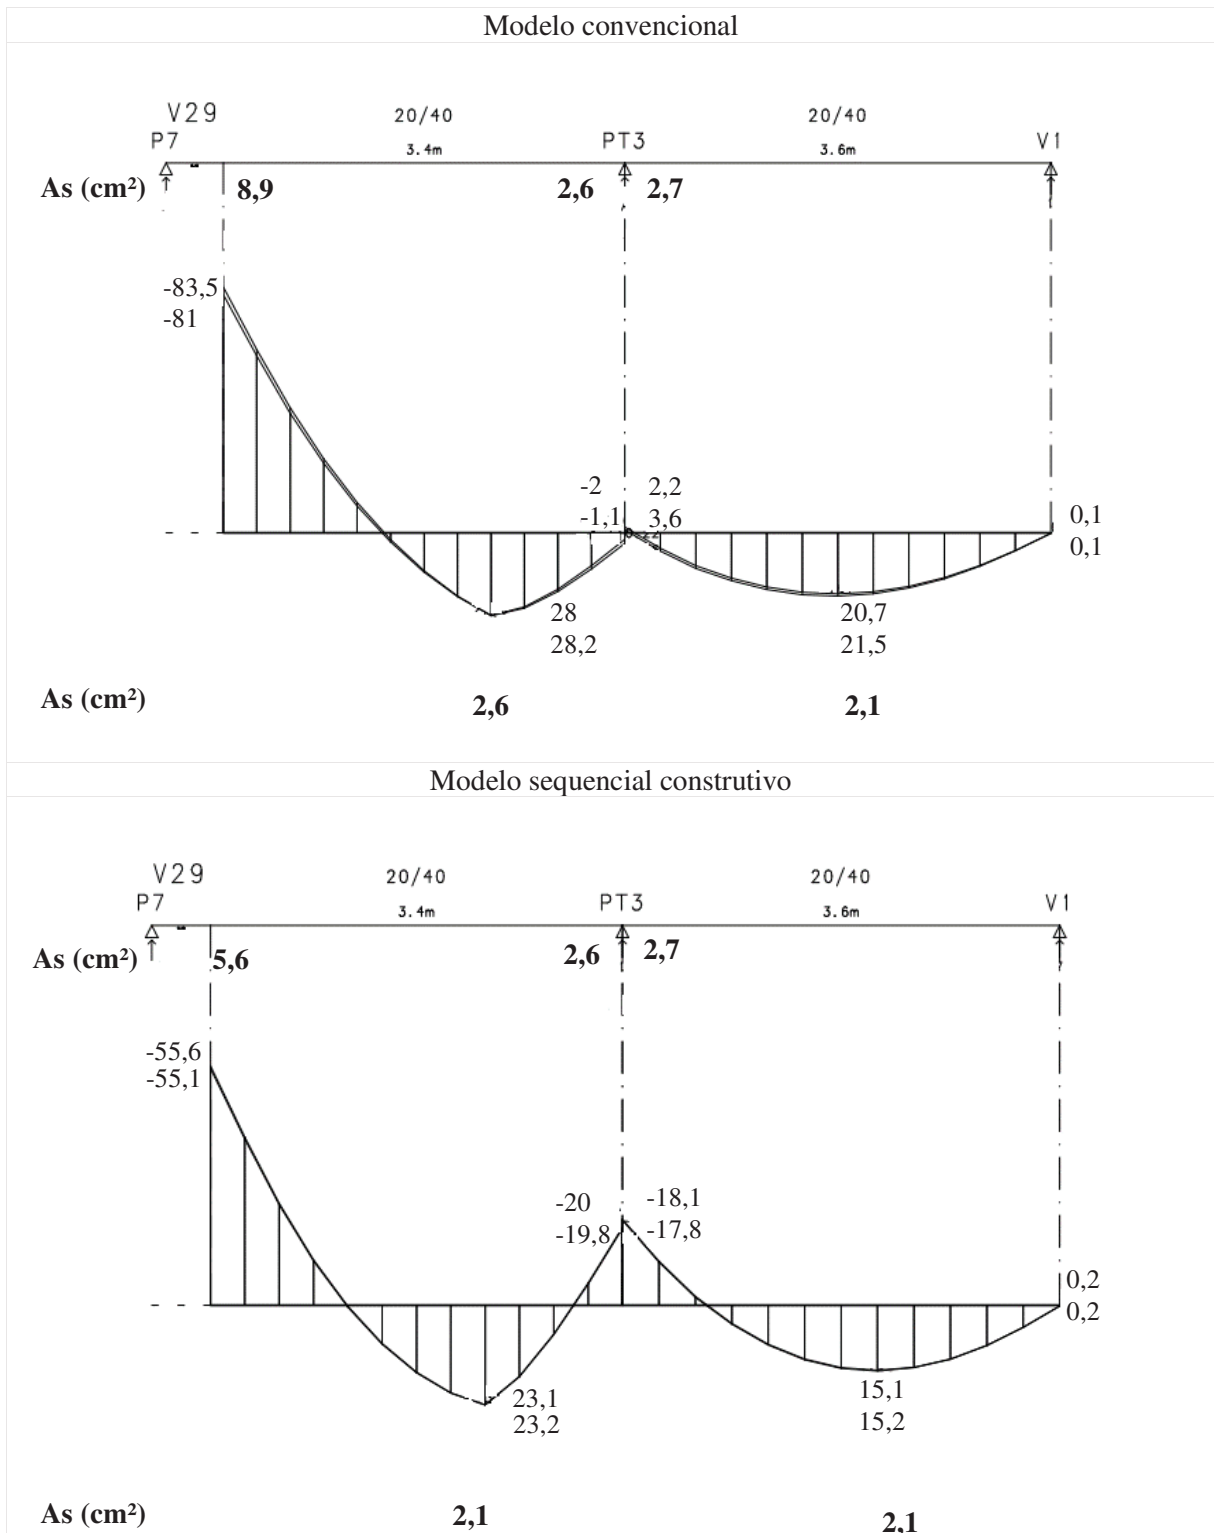 Modelo convencional
V29 20/40 20/40
P7 3.4m PT3 3.6m V1
As (cm²) 8,9 2,6 2,7
-83,5
-81
-2 2,2
-1,1 3,6
0,1
0,1
28 20,7
28,2 21,5
As (cm²) 2,6 2,1
Modelo sequencial construtivo
V29 20/40 20/40
P7 3.4m PT3 3.6m V1
As (cm²) 5,6 2,6 2,7
-55,6
-55,1
-20 -18,1
-19,8 -17,8
0,2
0,2
23,1 15,1
23,2 15,2
As (cm²) 2,1 2,1